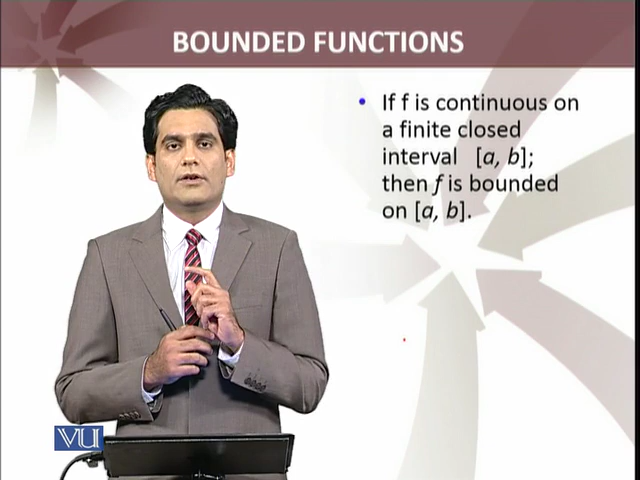 BOUNDED FUNCTIONS
• If f is continuous on
a finite closed
interval [a, b];
then f is bounded
on [a, b].
VU